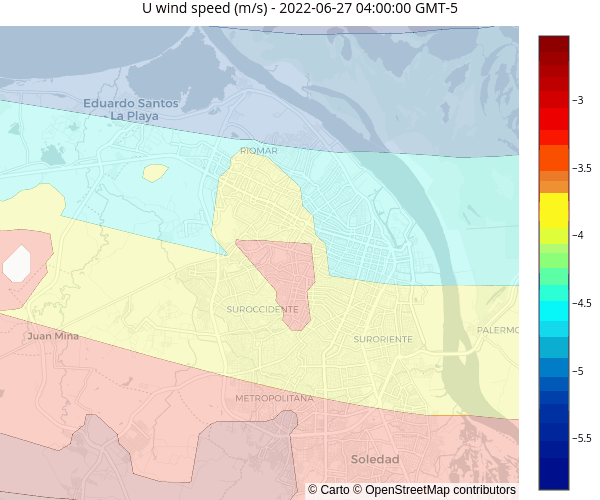 U wind speed (m/s) - 2022-06-27 04:00:00 GMT-5
Eduardo Santos
La Playa
RIOMAR
SUROCCIDENTE
SURORIENTE
PALERMO
Juan Mina
METROPOLITANA
Soledad
−3
−3.5
−4
−4.5
−5
−5.5
© Carto © OpenStreetMap contributors